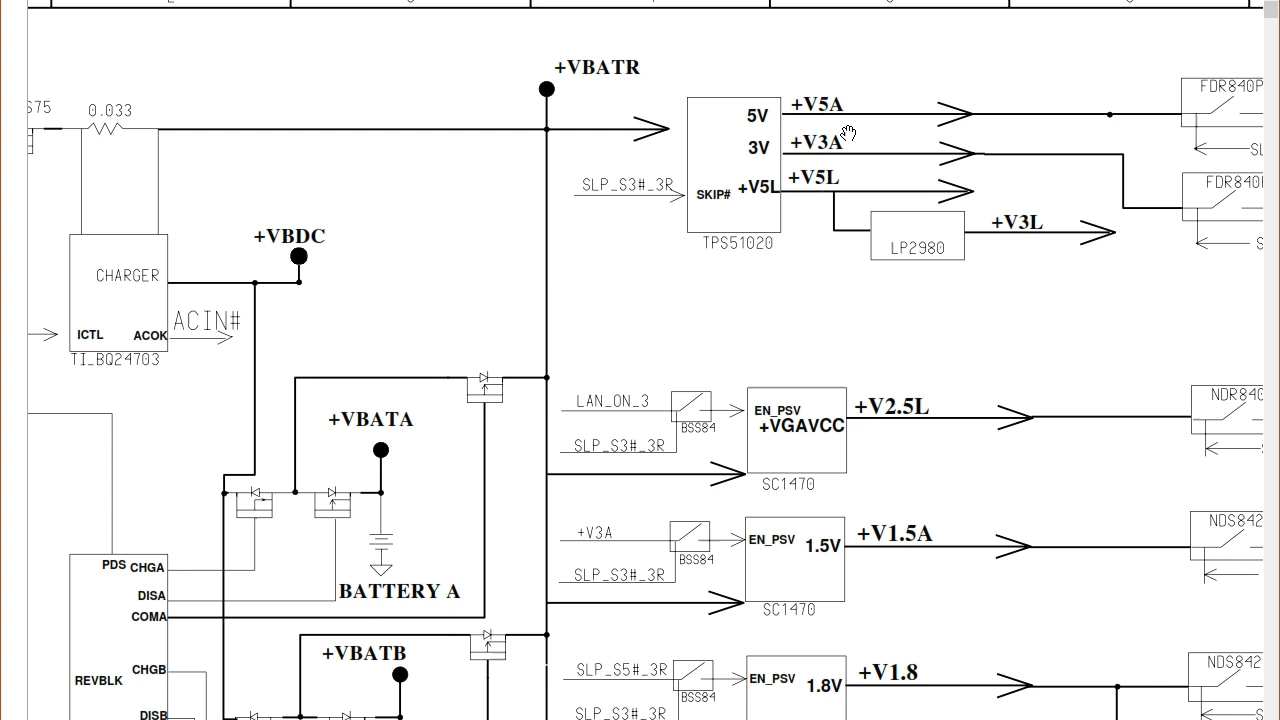 +VBATR
S75
0.033
FDR840P
5V
+V5A
3V
+V3A
SLP_S3#_3R
SKIP#
+V5L
+V5L
TPS51020
LP2980
+V3L
+VBDC
CHARGER
ICTL
ACOK
ACIN#
TI_BQ24703
LAN_ON_3
SLP_S3#_3R
BSS84
EN_PSV
+VGAVCC
+V2.5L
SC1470
+VBATA
+V3A
SLP_S3#_3R
BSS84
EN_PSV
1.5V
+V1.5A
NDS842
SC1470
BATTERY A
PDS
CHGA
DISA
COMA
+VBATB
CHGB
REVBLK
DISB
SLP_S5#_3R
SLP_S3#_3R
BSS84
EN_PSV
1.8V
+V1.8
NDS842